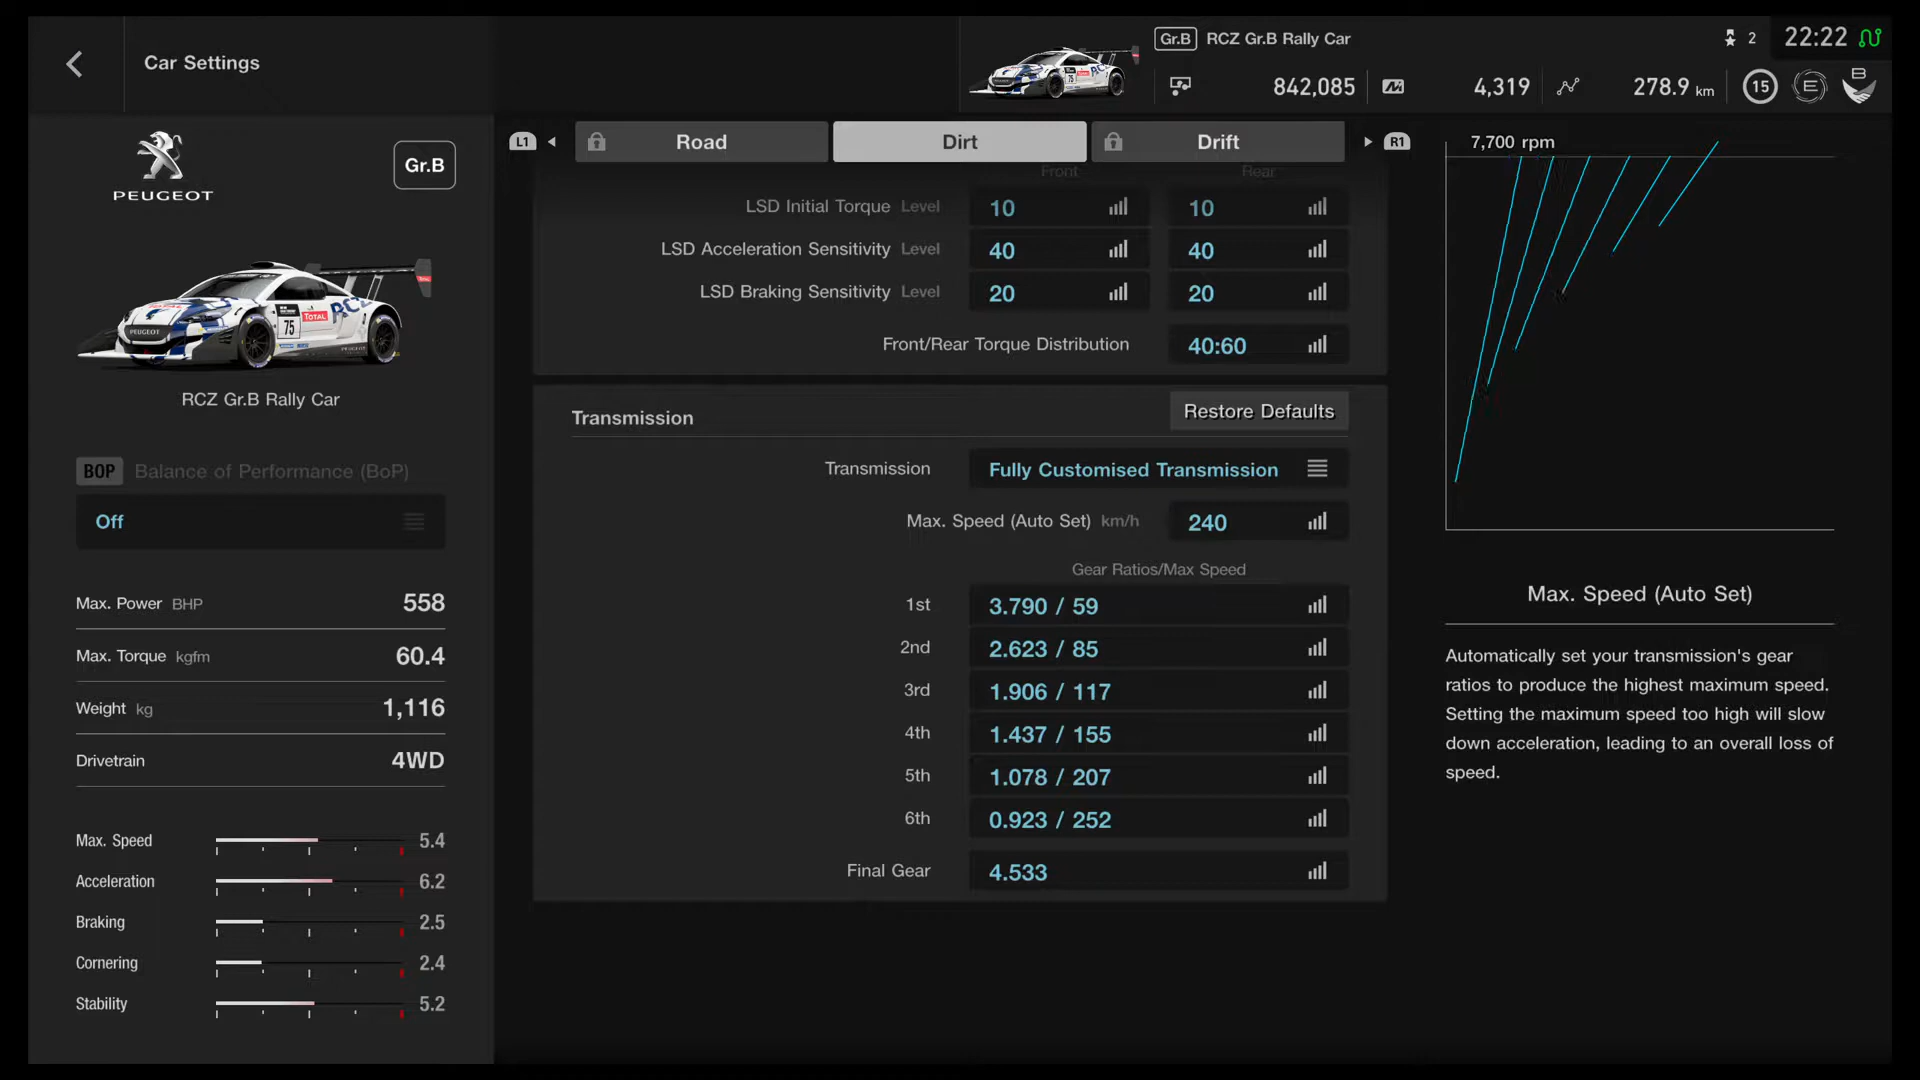 Car Settings
Gr.B RCZ Gr.B Rally Car
2
22:22
842,085
4,319
278.9 km
15
E
B
PEUGEOT
Gr.B
RCZ Gr.B Rally Car
BOP Balance of Performance (BoP)
Off
Max. Power BHP 558
Max. Torque kgfm 60.4
Weight kg 1,116
Drivetrain 4WD
Max. Speed 5.4
Acceleration 6.2
Braking 2.5
Cornering 2.4
Stability 5.2
L1 Road Dirt Drift R1
Front Rear
LSD Initial Torque Level 10 10
LSD Acceleration Sensitivity Level 40 40
LSD Braking Sensitivity Level 20 20
Front/Rear Torque Distribution 40:60
Transmission Restore Defaults
Transmission Fully Customised Transmission
Max. Speed (Auto Set) km/h 240
Gear Ratios/Max Speed
1st 3.790 / 59
2nd 2.623 / 85
3rd 1.906 / 117
4th 1.437 / 155
5th 1.078 / 207
6th 0.923 / 252
Final Gear 4.533
7,700 rpm
Max. Speed (Auto Set)
Automatically set your transmission's gear
ratios to produce the highest maximum speed.
Setting the maximum speed too high will slow
down acceleration, leading to an overall loss of
speed.
PEUGEOT
75
TOTAL
RCZ